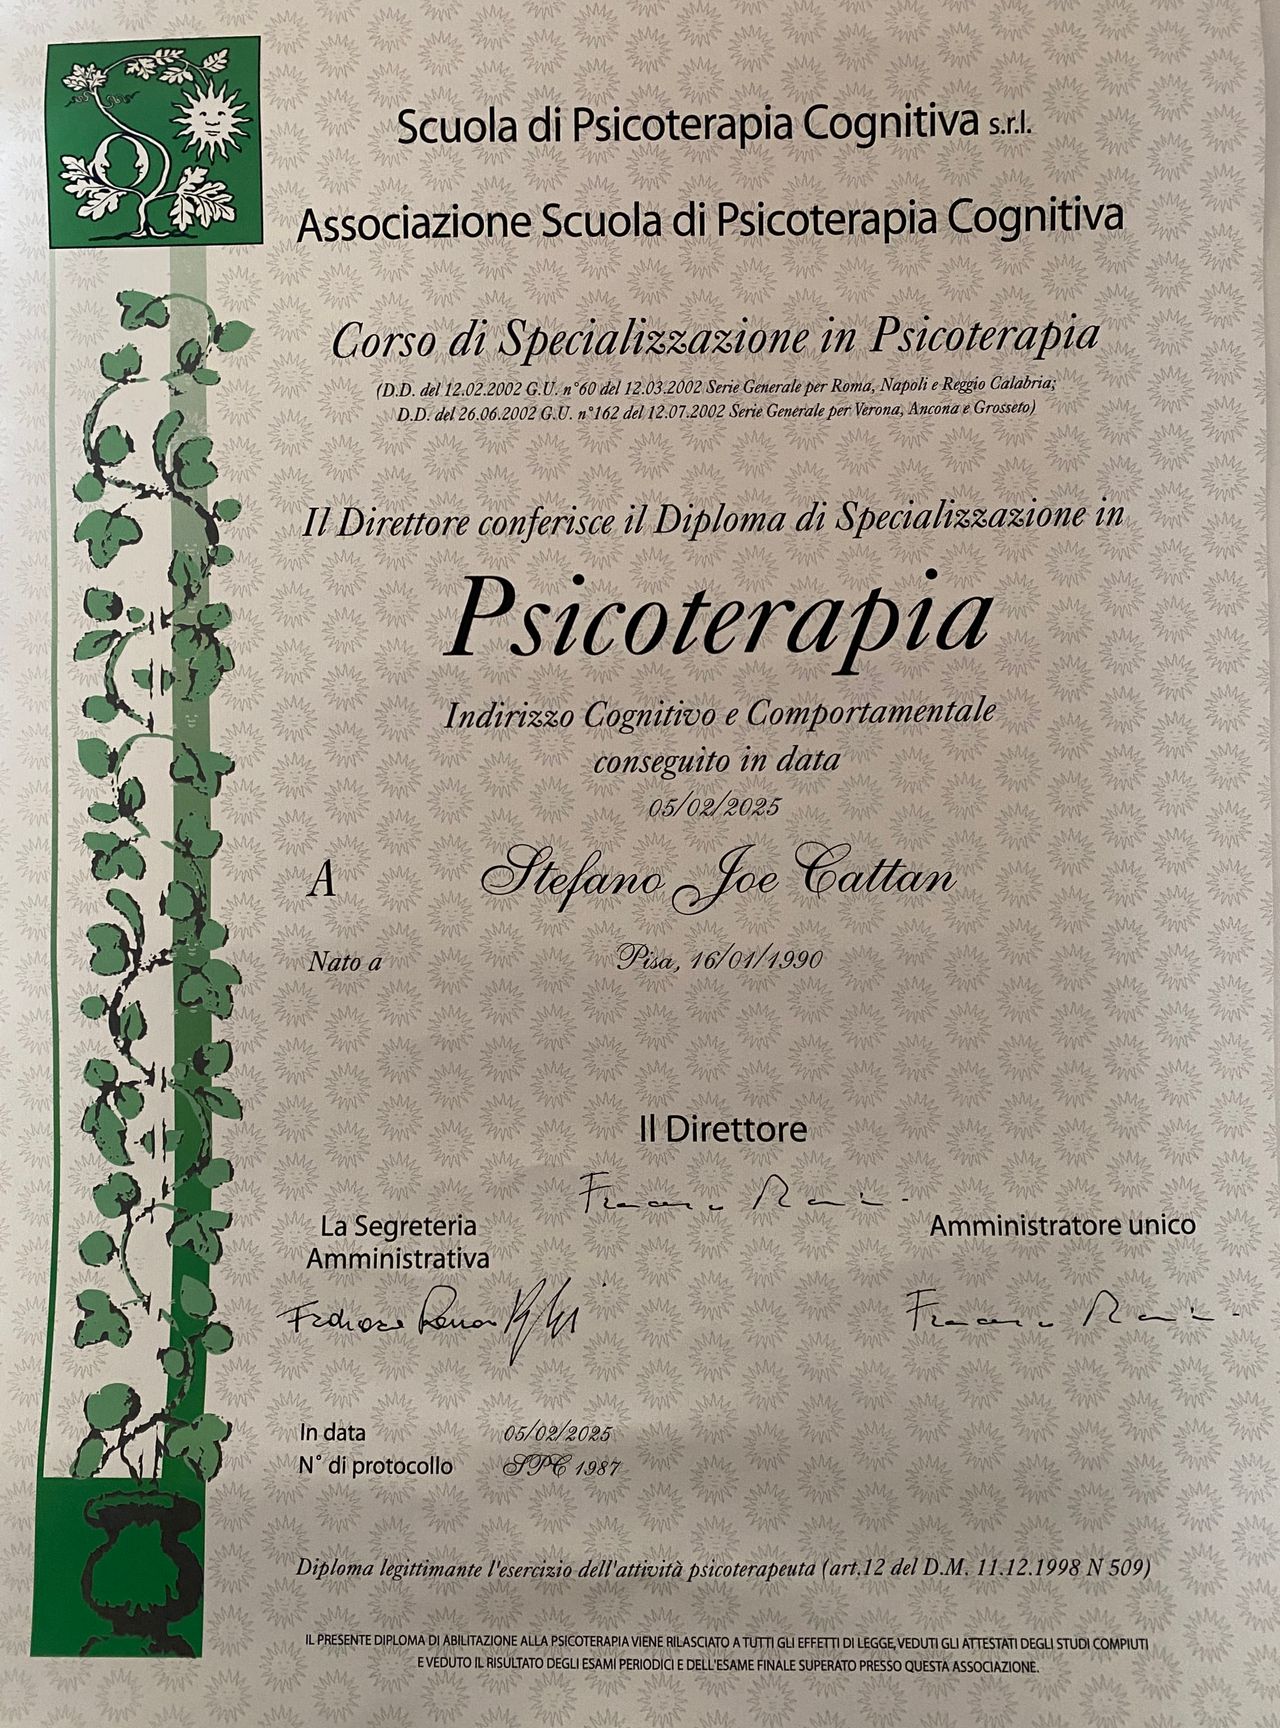 Scuola di Psicoterapia Cognitiva s.r.l.
Associazione Scuola di Psicoterapia Cognitiva
Corso di Specializzazione in Psicoterapia
(D.D. del 12.02.2002 G.U. n°60 del 12.03.2002 Serie Generale per Roma, Napoli e Reggio Calabria;
D.D. del 26.06.2002 G.U. n°162 del 12.07.2002 Serie Generale per Verona, Ancona e Grosseto)
Il Direttore conferisce il Diploma di Specializzazione in
Psicoterapia
Indirizzo Cognitivo e Comportamentale
conseguito in data
05/02/2025
A Stefano Joe Cattan
Nato a Pisa, 16/01/1990
Il Direttore
La Segreteria
Amministrativa
Amministratore unico
In data 05/02/2025
N° di protocollo SPC 1987
Diploma legittimante l'esercizio dell'attività psicoterapeuta (art.12 del D.M. 11.12.1998 N 509)
IL PRESENTE DIPLOMA DI ABILITAZIONE ALLA PSICOTERAPIA VIENE RILASCIATO A TUTTI GLI EFFETTI DI LEGGE, VEDUTI GLI ATTESTATI DEGLI STUDI COMPIUTI
E VEDUTO IL RISULTATO DEGLI ESAMI PERIODICI E DELL'ESAME FINALE SUPERATO PRESSO QUESTA ASSOCIAZIONE.